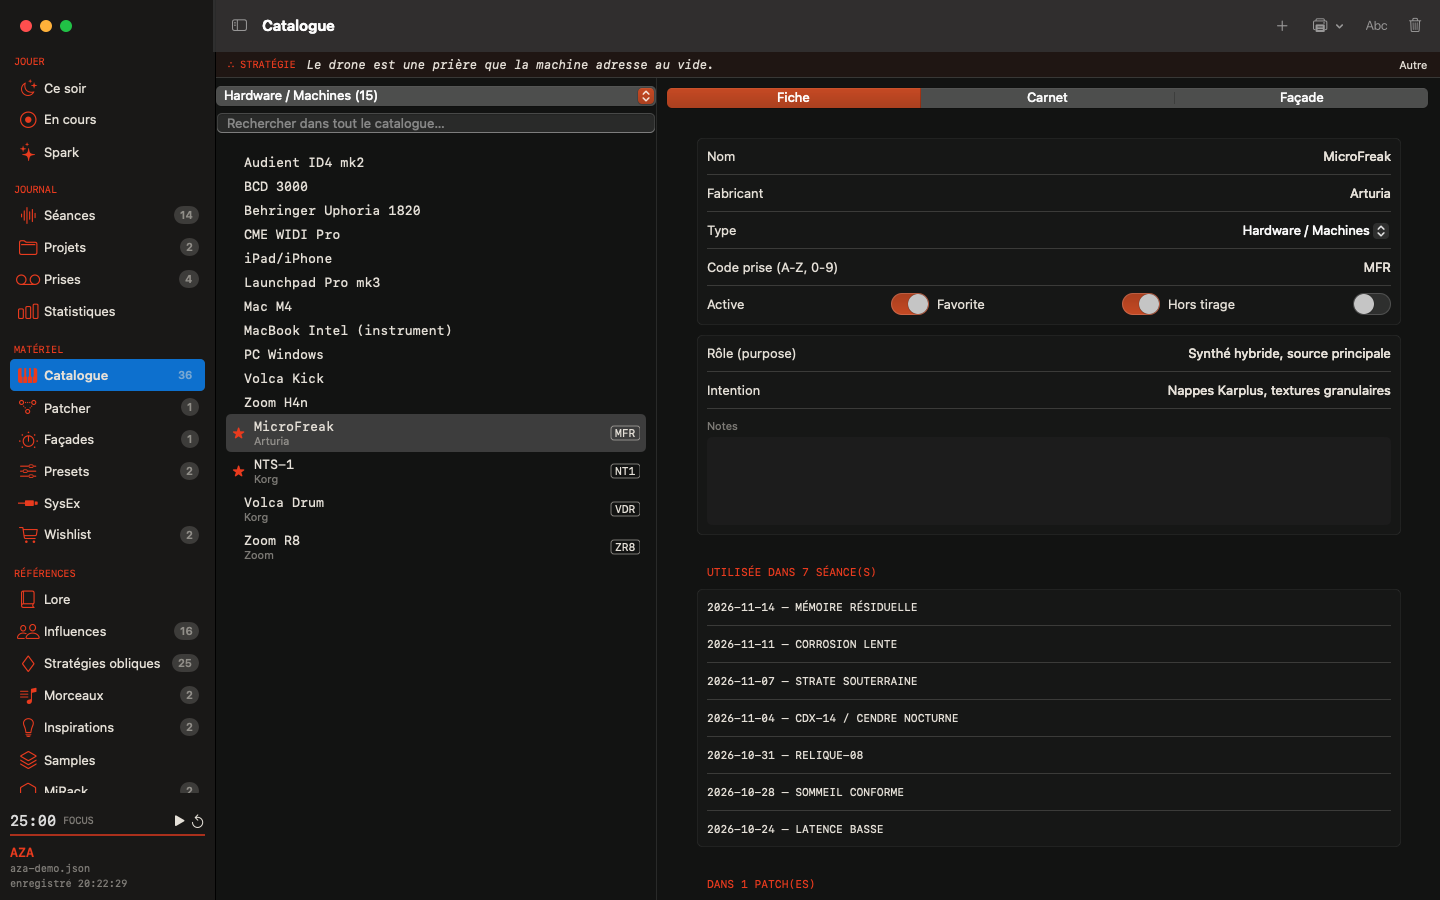 Catalogue
Abc
∴ STRATÉGIE Le drone est une prière que la machine adresse au vide.
Autre
JOUER
Ce soir
En cours
Spark
JOURNAL
Séances 14
Projets 2
Prises 4
Statistiques
MATÉRIEL
Catalogue 36
Patcher 1
Façades 1
Presets 2
SysEx
Wishlist 2
RÉFÉRENCES
Lore
Influences 16
Stratégies obliques 25
Morceaux 2
Inspirations 2
Samples
MiRack 2
25:00 FOCUS
AZA
aza-demo.json
enregistré 20:22:29
Hardware / Machines (15)
Rechercher dans tout le catalogue...
Audient ID4 mk2
BCD 3000
Behringer Uphoria 1820
CME WIDI Pro
iPad/iPhone
Launchpad Pro mk3
Mac M4
MacBook Intel (instrument)
PC Windows
Volca Kick
Zoom H4n
MicroFreak
Arturia
MFR
NTS-1
Korg
NT1
Volca Drum
Korg
VDR
Zoom R8
Zoom
ZR8
Fiche
Carnet
Façade
Nom MicroFreak
Fabricant Arturia
Type Hardware / Machines
Code prise (A-Z, 0-9) MFR
Active Favorite Hors tirage
Rôle (purpose) Synthé hybride, source principale
Intention Nappes Karplus, textures granulaires
Notes
UTILISÉE DANS 7 SÉANCE(S)
2026-11-14 — MÉMOIRE RÉSIDUELLE
2026-11-11 — CORROSION LENTE
2026-11-07 — STRATE SOUTERRAINE
2026-11-04 — CDX-14 / CENDRE NOCTURNE
2026-10-31 — RELIQUE-08
2026-10-28 — SOMMEIL CONFORME
2026-10-24 — LATENCE BASSE
DANS 1 PATCH(ES)